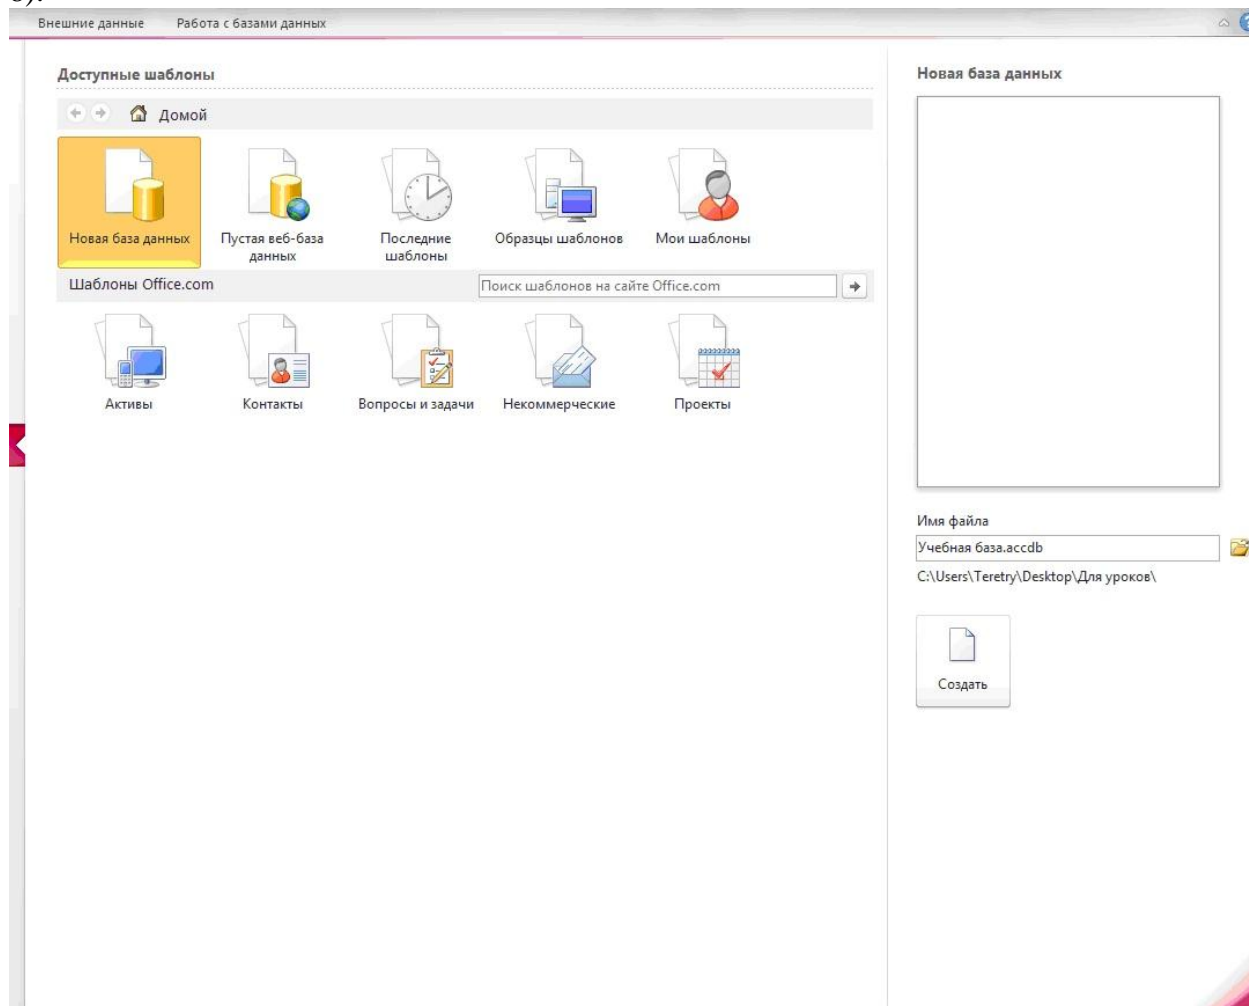 Внешние данные Работа с базами данных
Доступные шаблоны
Домой
Новая база данных
Пустая веб-база
данных
Последние
шаблоны
Образцы шаблонов
Мои шаблоны
Шаблоны Office.com
Поиск шаблонов на сайте Office.com
Активы
Контакты
Вопросы и задачи
Некоммерческие
Проекты
Новая база данных
Имя файла
Учебная база.accdb
C:\Users\Teretry\Desktop\Для уроков\
Создать